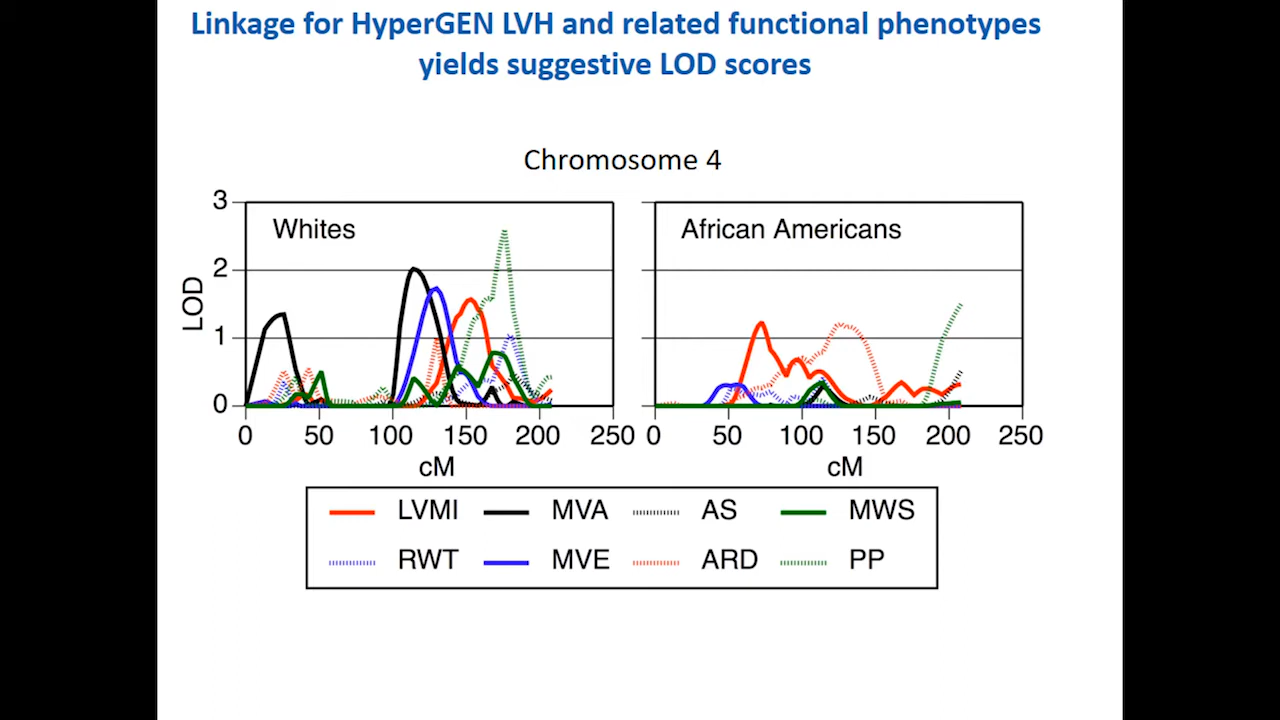 Linkage for HyperGEN LVH and related functional phenotypes
yields suggestive LOD scores
Chromosome 4
3
2
1
0
LOD
Whites
African Americans
0 50 100 150 200 250
0 50 100 150 200 250
cM
cM
LVMI MVA AS MWS
RWT MVE ARD PP